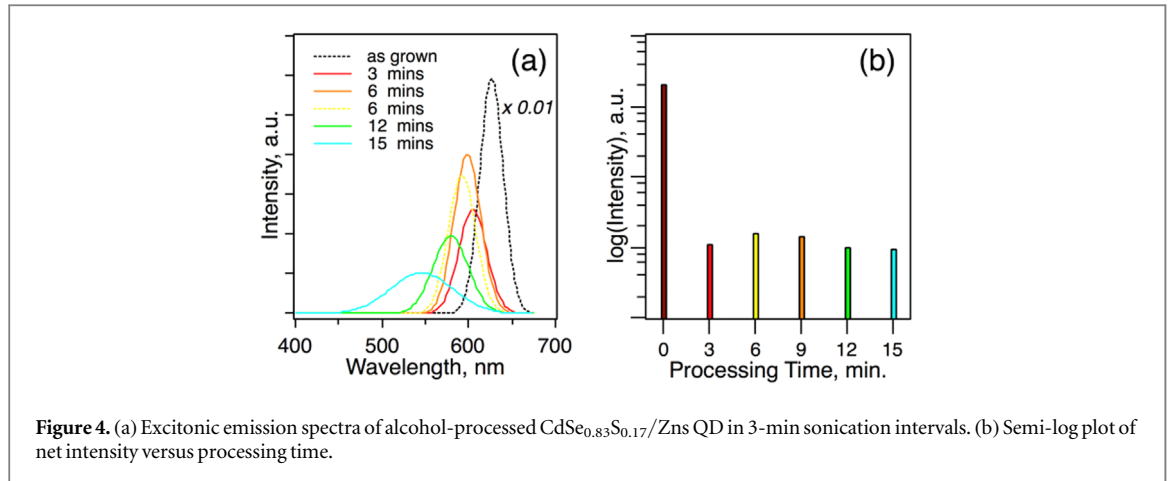 (a)
as grown
3 mins
6 mins
6 mins
12 mins
15 mins
x 0.01
Intensity, a.u.
400 500 600 700
Wavelength, nm
(b)
log(Intensity), a.u.
0 3 6 9 12 15
Processing Time, min.
Figure 4. (a) Excitonic emission spectra of alcohol-processed CdSe₀.₈₃S₀.₁₇/Zns QD in 3-min sonication intervals. (b) Semi-log plot of
net intensity versus processing time.